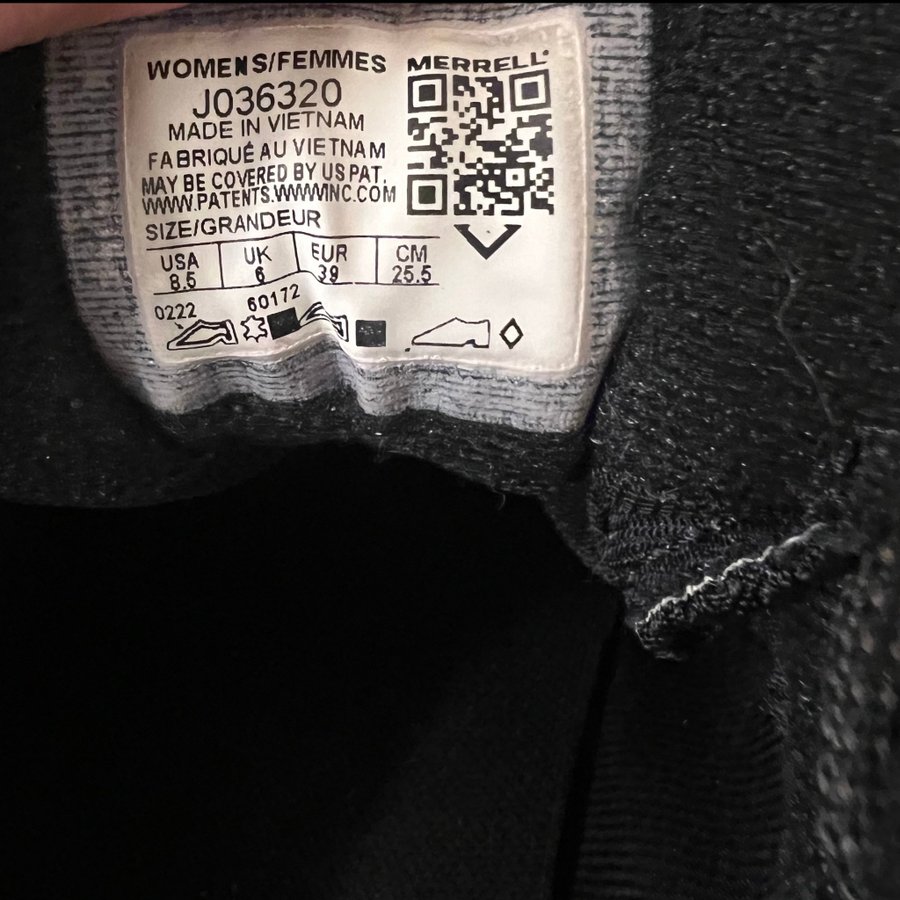 WOMENS/FEMMES
MERRELL
J036320
MADE IN VIETNAM
FABRIQUÉ AU VIETNAM
MAY BE COVERED BY US PAT.
WWW.PATENTS.WWWINC.COM
SIZE/GRANDEUR
USA UK EUR CM
8.5 6 39 25.5
0222 60172